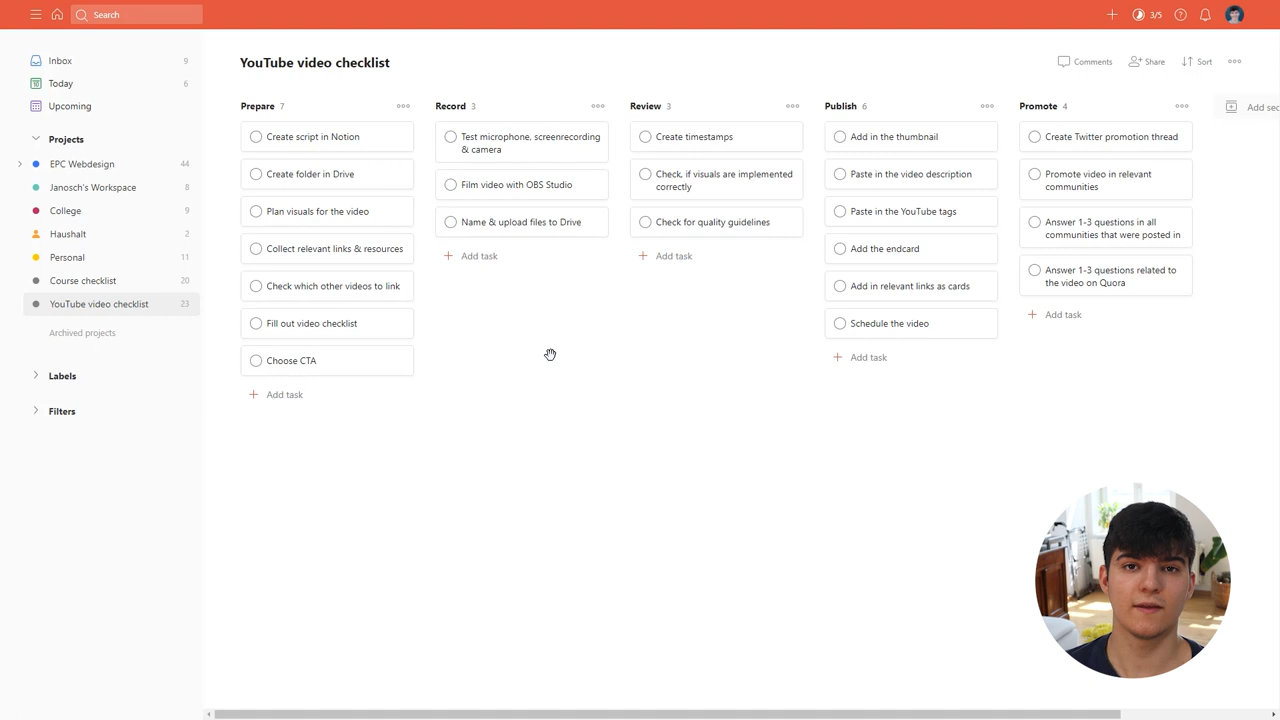 Search
3/5
Inbox 9
Today 6
Upcoming
Projects
EPC Webdesign 44
Janosch's Workspace 8
College 9
Haushalt 2
Personal 11
Course checklist 20
YouTube video checklist 23
Archived projects
Labels
Filters
YouTube video checklist
Comments
Share
Sort
Prepare 7
Create script in Notion
Create folder in Drive
Plan visuals for the video
Collect relevant links & resources
Check which other videos to link
Fill out video checklist
Choose CTA
Add task
Record 3
Test microphone, screenrecording
& camera
Film video with OBS Studio
Name & upload files to Drive
Add task
Review 3
Create timestamps
Check, if visuals are implemented
correctly
Check for quality guidelines
Add task
Publish 6
Add in the thumbnail
Paste in the video description
Paste in the YouTube tags
Add the endcard
Add in relevant links as cards
Schedule the video
Add task
Promote 4
Create Twitter promotion thread
Promote video in relevant
communities
Answer 1-3 questions in all
communities that were posted in
Answer 1-3 questions related to
the video on Quora
Add task
Add sec